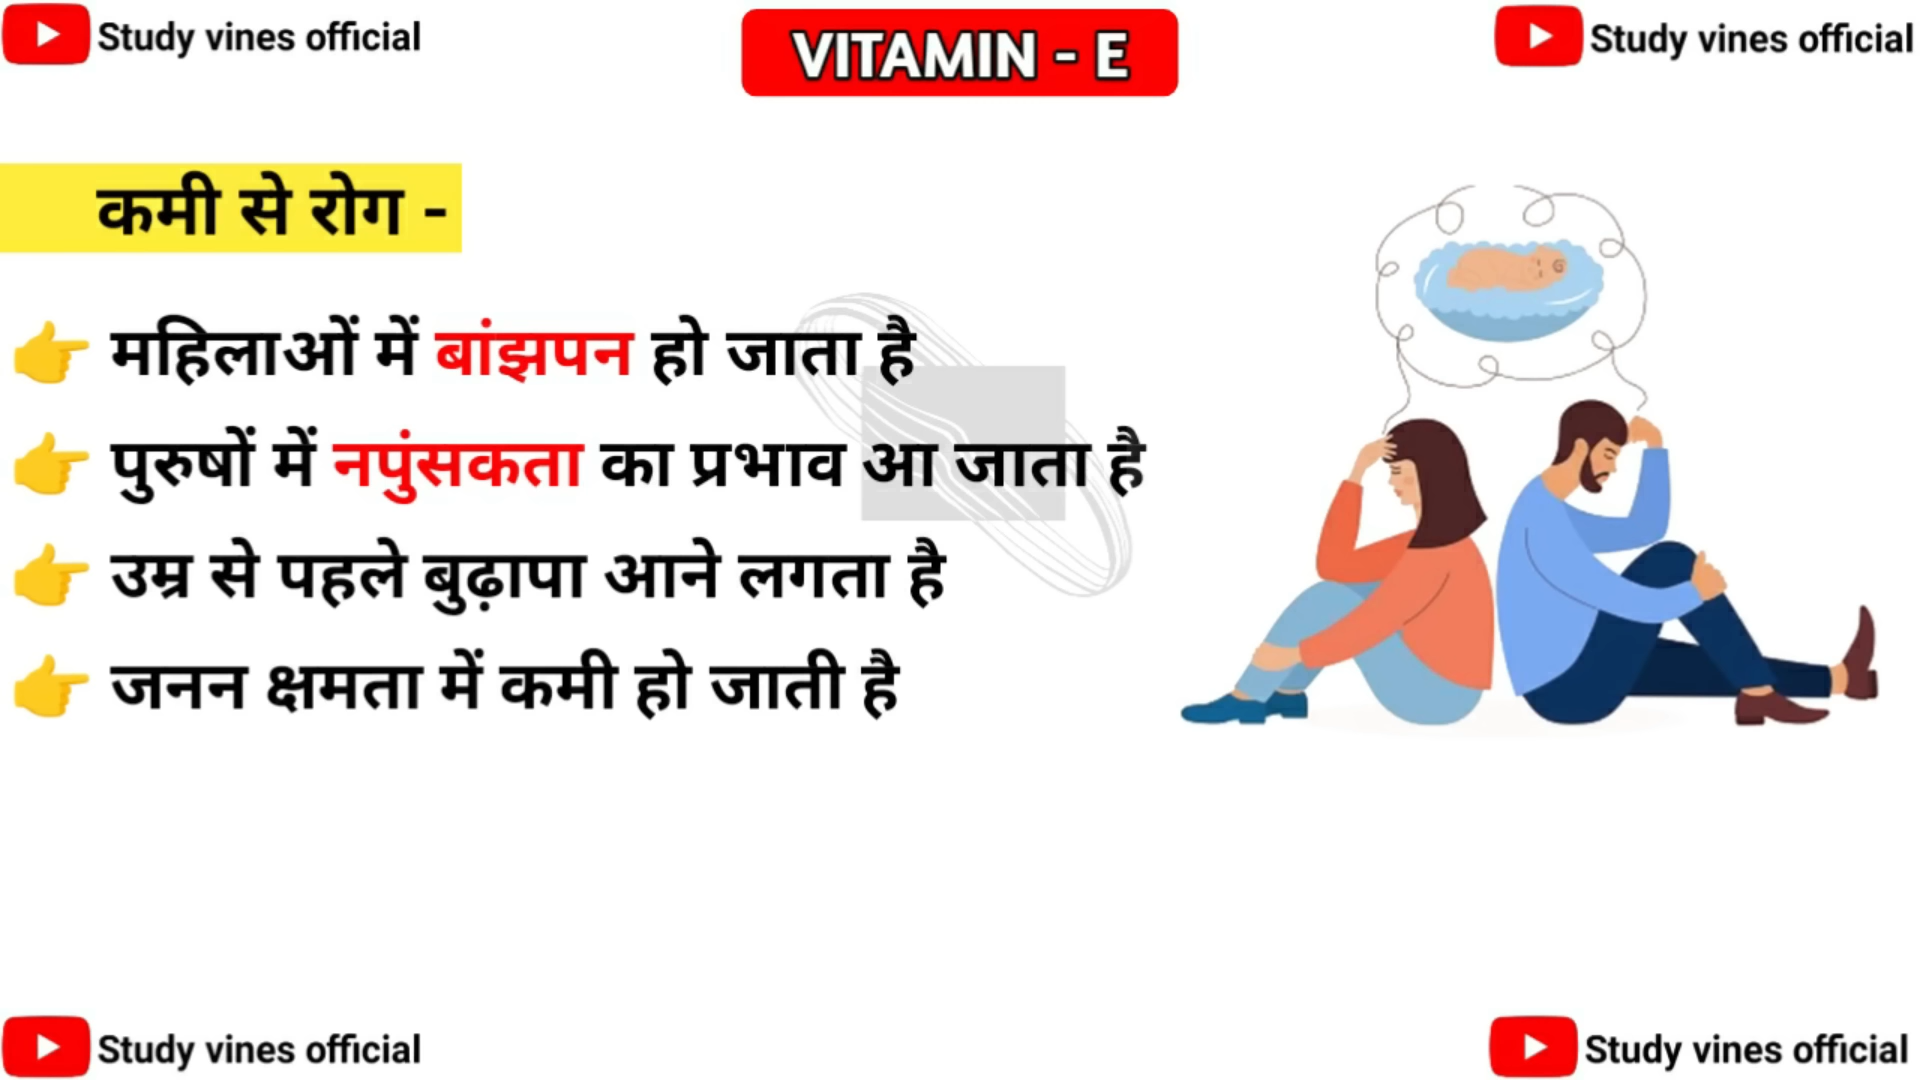 Study vines official
VITAMIN - E
Study vines official
कमी से रोग -
👉 महिलाओं में बांझपन हो जाता है
👉 पुरुषों में नपुंसकता का प्रभाव आ जाता है
👉 उम्र से पहले बुढ़ापा आने लगता है
👉 जनन क्षमता में कमी हो जाती है
Study vines official
Study vines official